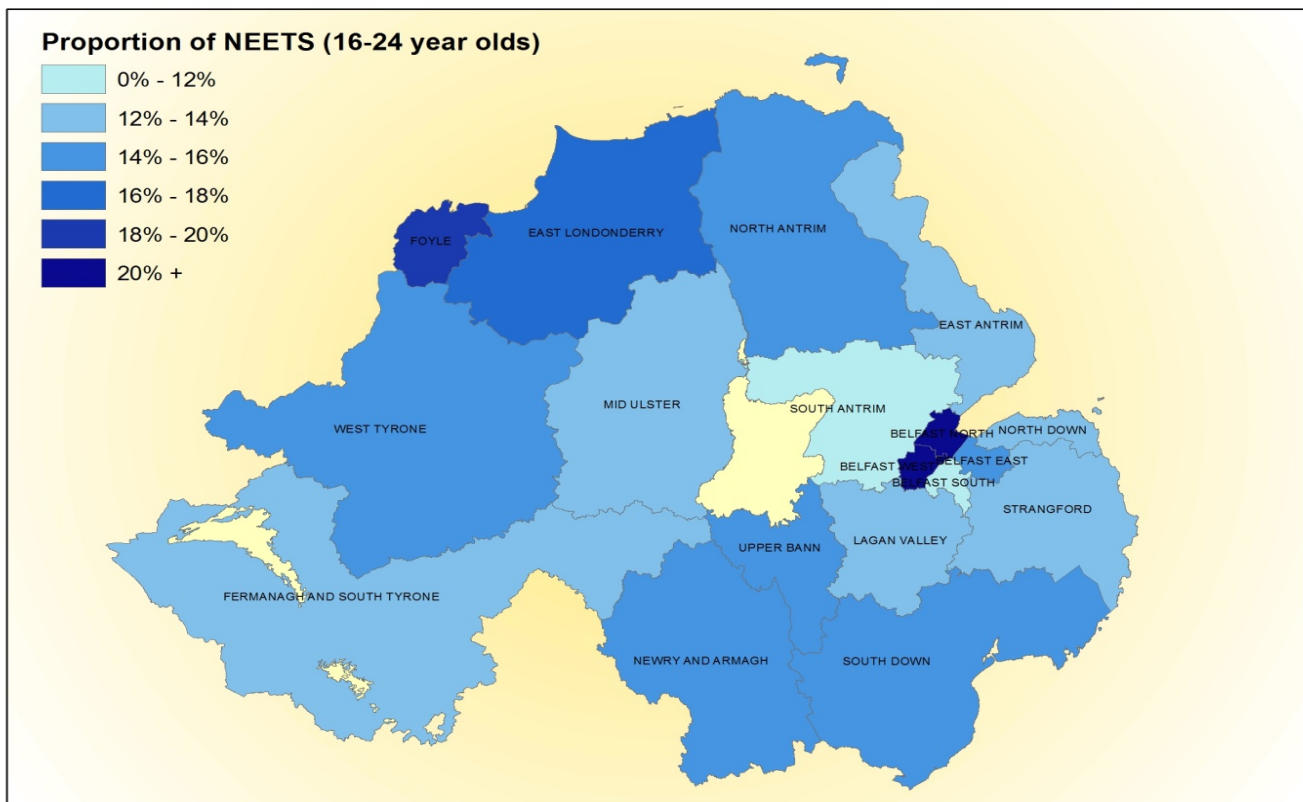 Proportion of NEETS (16-24 year olds)
0% - 12%
12% - 14%
14% - 16%
16% - 18%
18% - 20%
20% +
FOYLE
EAST LONDONDERRY
NORTH ANTRIM
EAST ANTRIM
MID ULSTER
SOUTH ANTRIM
WEST TYRONE
BELFAST NORTH
NORTH DOWN
BELFAST WEST
BELFAST EAST
BELFAST SOUTH
STRANGFORD
UPPER BANN
LAGAN VALLEY
FERMANAGH AND SOUTH TYRONE
NEWRY AND ARMAGH
SOUTH DOWN